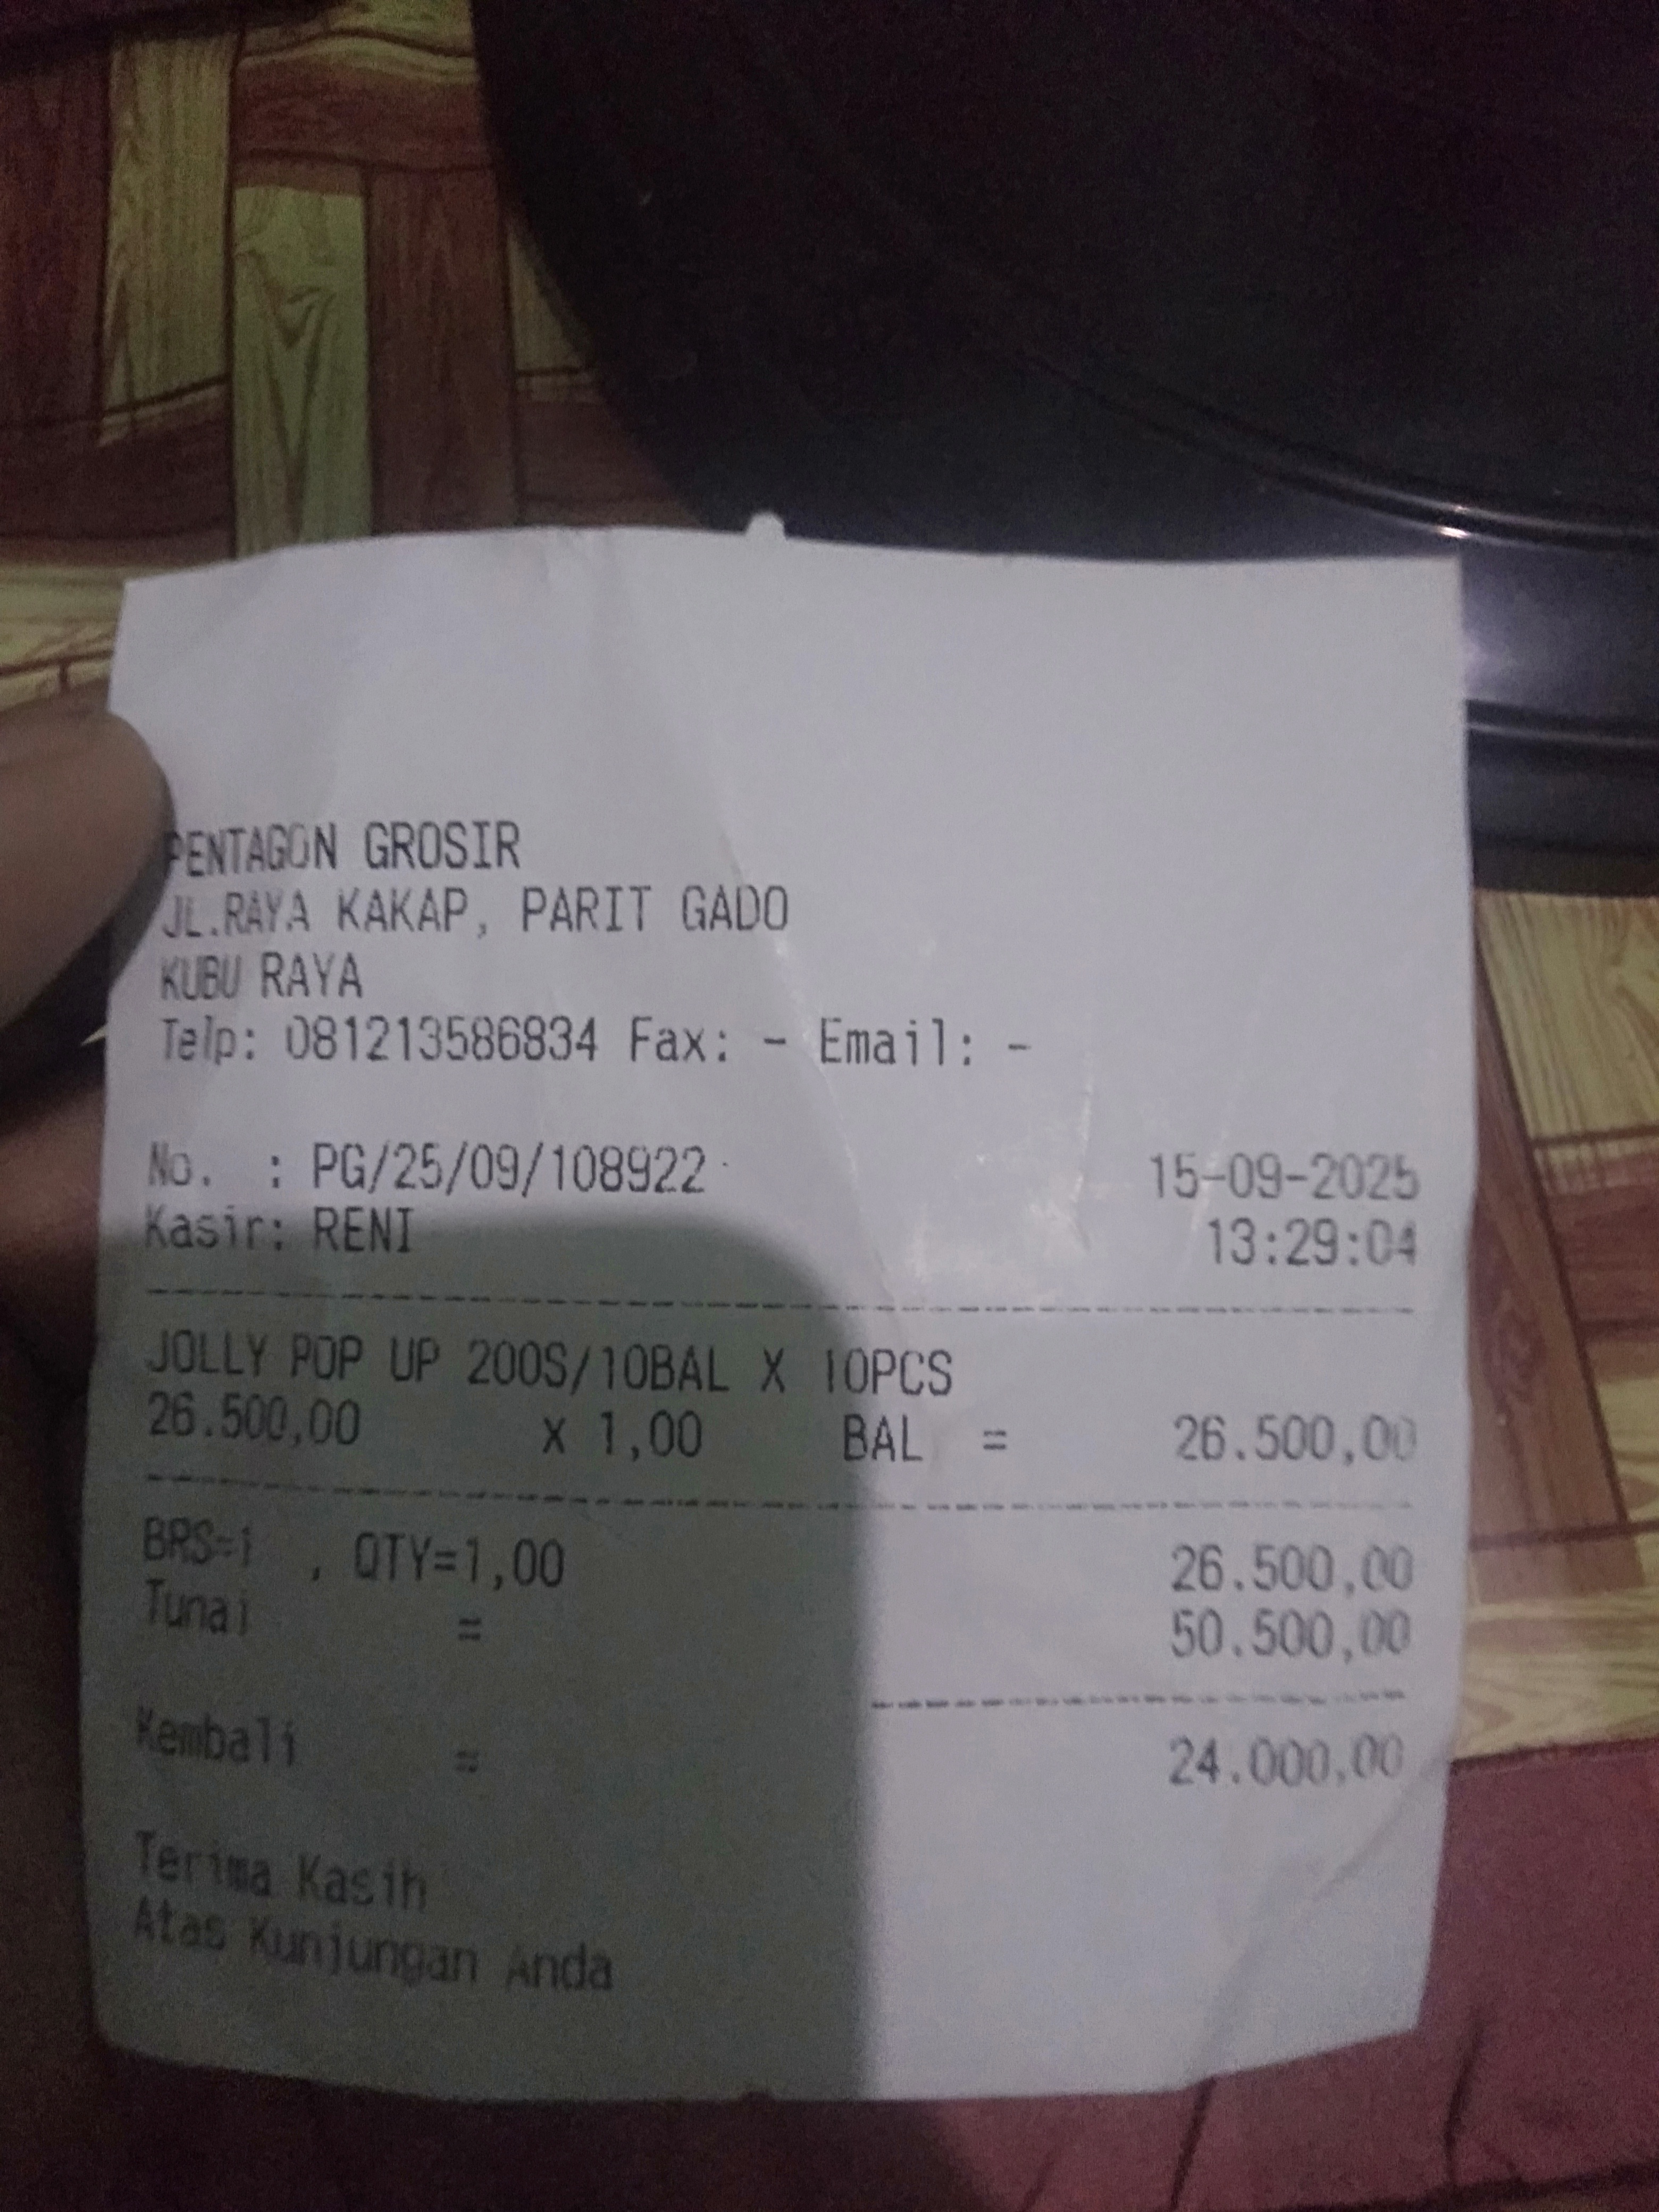 PENTAGON GROSIR
JL.RAYA KAKAP, PARIT GADO
KUBU RAYA
Telp: 081213586834 Fax: - Email: -
No. : PG/25/09/108922 15-09-2025
Kasir: RENI 13:29:04
JOLLY POP UP 200S/10BAL X 10PCS
26.500,00 x 1,00 BAL = 26.500,00
BRS=1 , QTY=1,00 26.500,00
Tunai = 50.500,00
Kembali = 24.000,00
Terima Kasih
Atas Kunjungan Anda